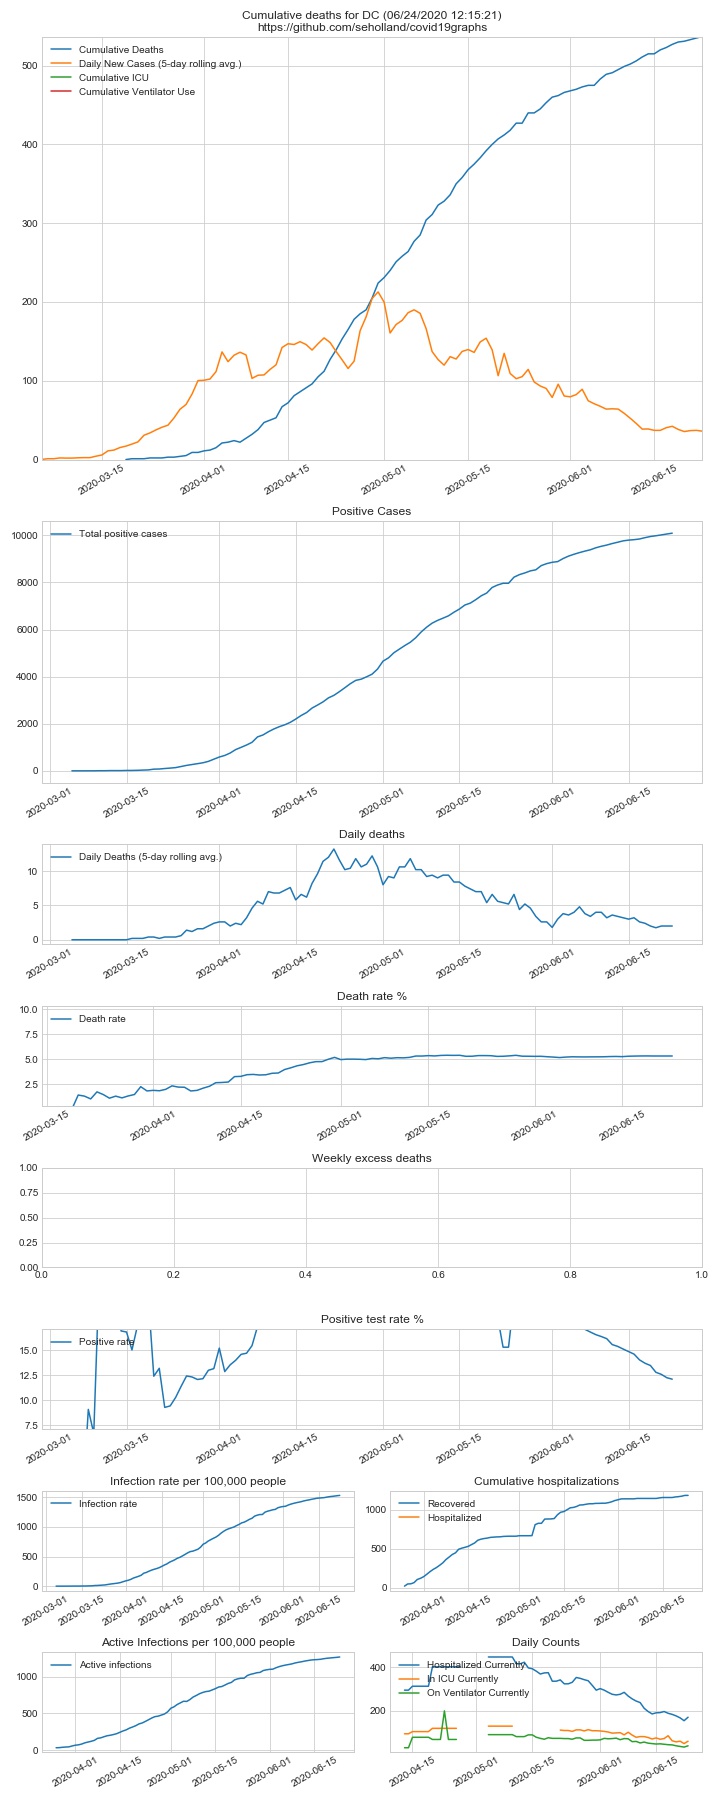 Cumulative deaths for DC (06/24/2020 12:15:21)
https://github.com/seholland/covid19graphs
Cumulative Deaths
Daily New Cases (5-day rolling avg.)
Cumulative ICU
Cumulative Ventilator Use
500
400
300
200
100
0
2020-03-15 2020-04-01 2020-04-15 2020-05-01 2020-05-15 2020-06-01 2020-06-15
Positive Cases
Total positive cases
10000
8000
6000
4000
2000
0
2020-03-01 2020-03-15 2020-04-01 2020-04-15 2020-05-01 2020-05-15 2020-06-01 2020-06-15
Daily deaths
Daily Deaths (5-day rolling avg.)
10
5
0
2020-03-01 2020-03-15 2020-04-01 2020-04-15 2020-05-01 2020-05-15 2020-06-01 2020-06-15
Death rate %
Death rate
10.0
7.5
5.0
2.5
2020-03-15 2020-04-01 2020-04-15 2020-05-01 2020-05-15 2020-06-01 2020-06-15
Weekly excess deaths
1.00
0.75
0.50
0.25
0.00
0.0 0.2 0.4 0.6 0.8 1.0
Positive test rate %
Positive rate
15.0
12.5
10.0
7.5
2020-03-01 2020-03-15 2020-04-01 2020-04-15 2020-05-01 2020-05-15 2020-06-01 2020-06-15
Infection rate per 100,000 people
Infection rate
1500
1000
500
0
2020-03-01 2020-03-15 2020-04-01 2020-04-15 2020-05-01 2020-05-15 2020-06-01 2020-06-15
Cumulative hospitalizations
Recovered
Hospitalized
1000
500
0
2020-04-01 2020-04-15 2020-05-01 2020-05-15 2020-06-01 2020-06-15
Active Infections per 100,000 people
Active infections
1000
500
0
2020-04-01 2020-04-15 2020-05-01 2020-05-15 2020-06-01 2020-06-15
Daily Counts
Hospitalized Currently
In ICU Currently
On Ventilator Currently
400
200
2020-04-15 2020-05-01 2020-05-15 2020-06-01 2020-06-15